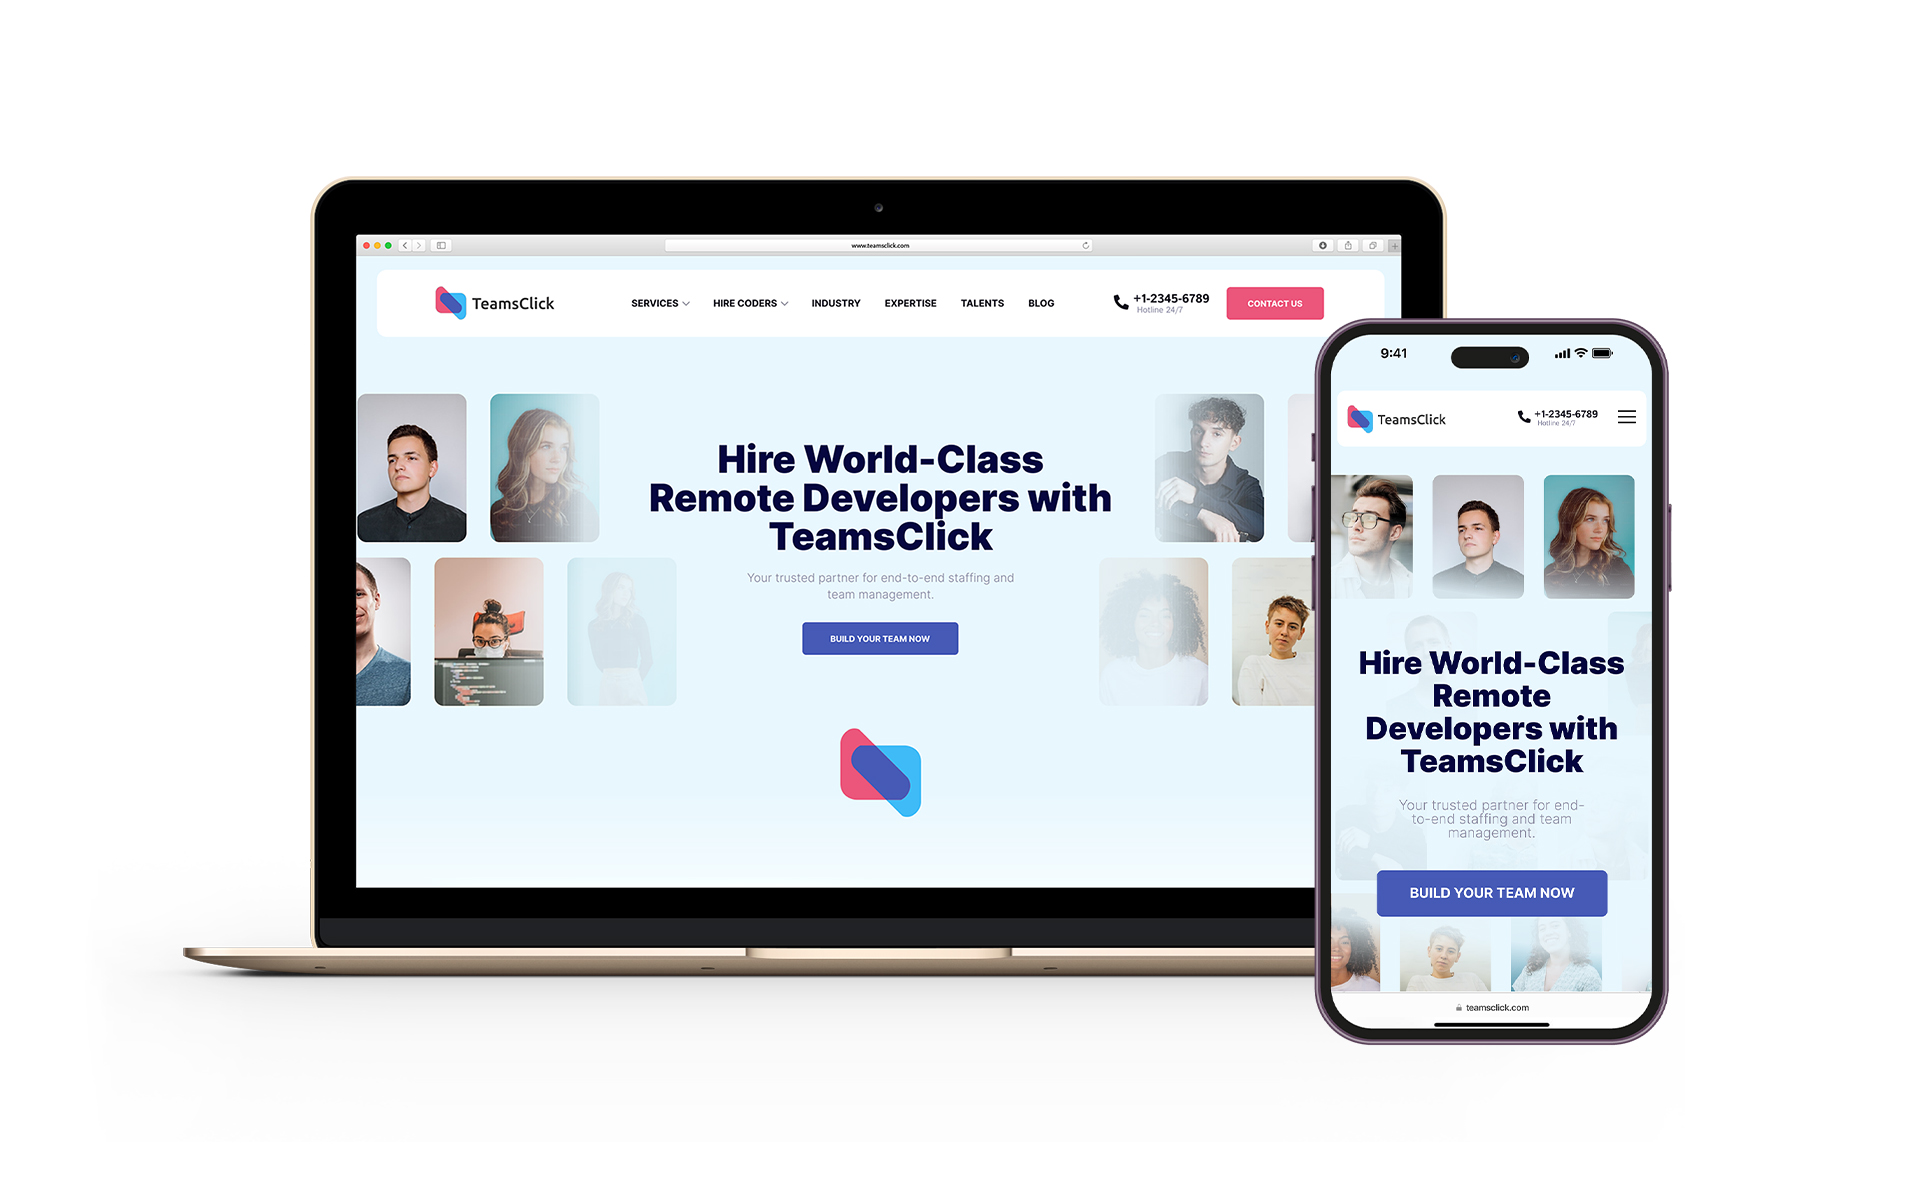 www.teamsclick.com
TeamsClick
SERVICES
HIRE CODERS
INDUSTRY
EXPERTISE
TALENTS
BLOG
+1-2345-6789
Hotline 24/7
CONTACT US
Hire World-Class
Remote Developers with
TeamsClick
Your trusted partner for end-to-end staffing and
team management.
BUILD YOUR TEAM NOW
9:41
TeamsClick
+1-2345-6789
Hotline 24/7
Hire World-Class
Remote
Developers with
TeamsClick
Your trusted partner for end-
to-end staffing and team
management.
BUILD YOUR TEAM NOW
teamsclick.com